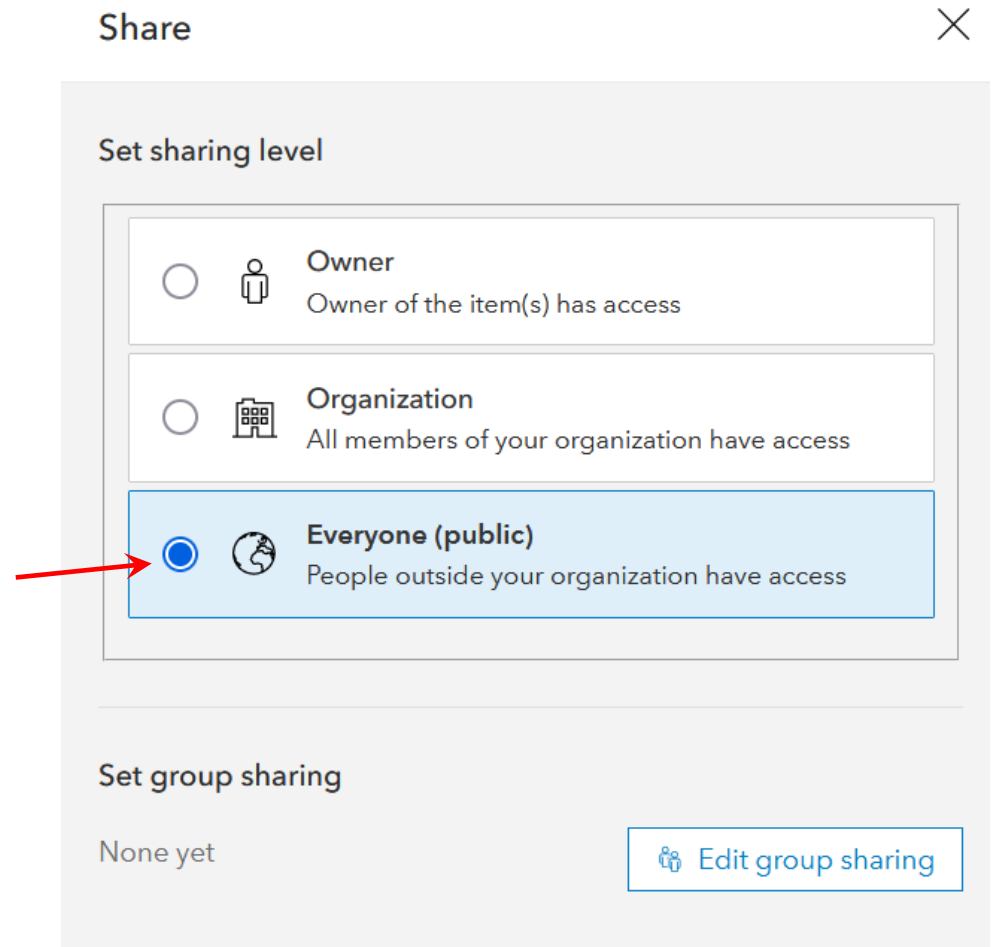 Share
Set sharing level
Owner
Owner of the item(s) has access
Organization
All members of your organization have access
Everyone (public)
People outside your organization have access
Set group sharing
None yet
Edit group sharing